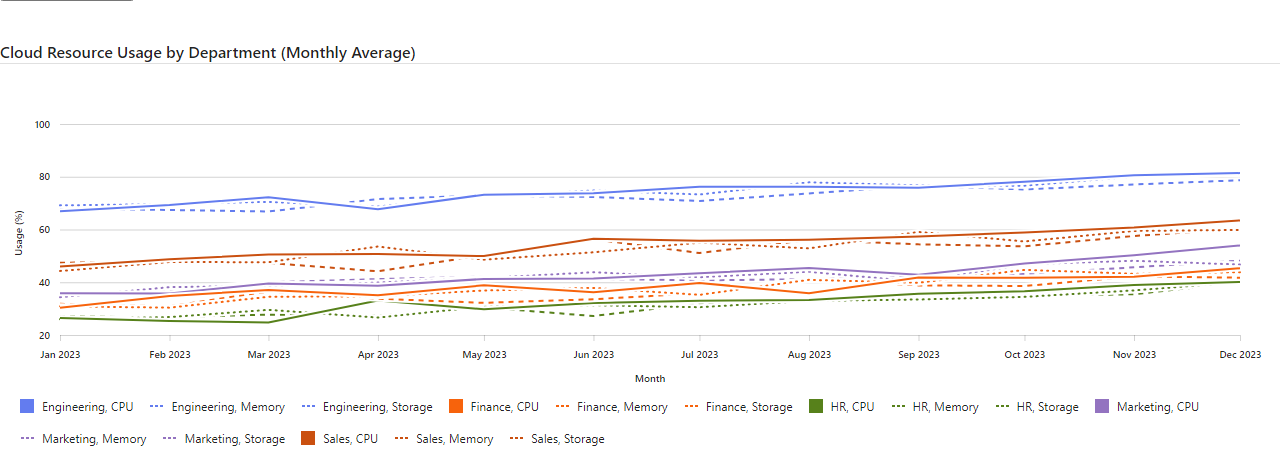 Cloud Resource Usage by Department (Monthly Average)
100
80
60
40
20
Usage (%)
Jan 2023 Feb 2023 Mar 2023 Apr 2023 May 2023 Jun 2023 Jul 2023 Aug 2023 Sep 2023 Oct 2023 Nov 2023 Dec 2023
Month
Engineering, CPU Engineering, Memory Engineering, Storage Finance, CPU Finance, Memory Finance, Storage HR, CPU HR, Memory HR, Storage Marketing, CPU
Marketing, Memory Marketing, Storage Sales, CPU Sales, Memory Sales, Storage